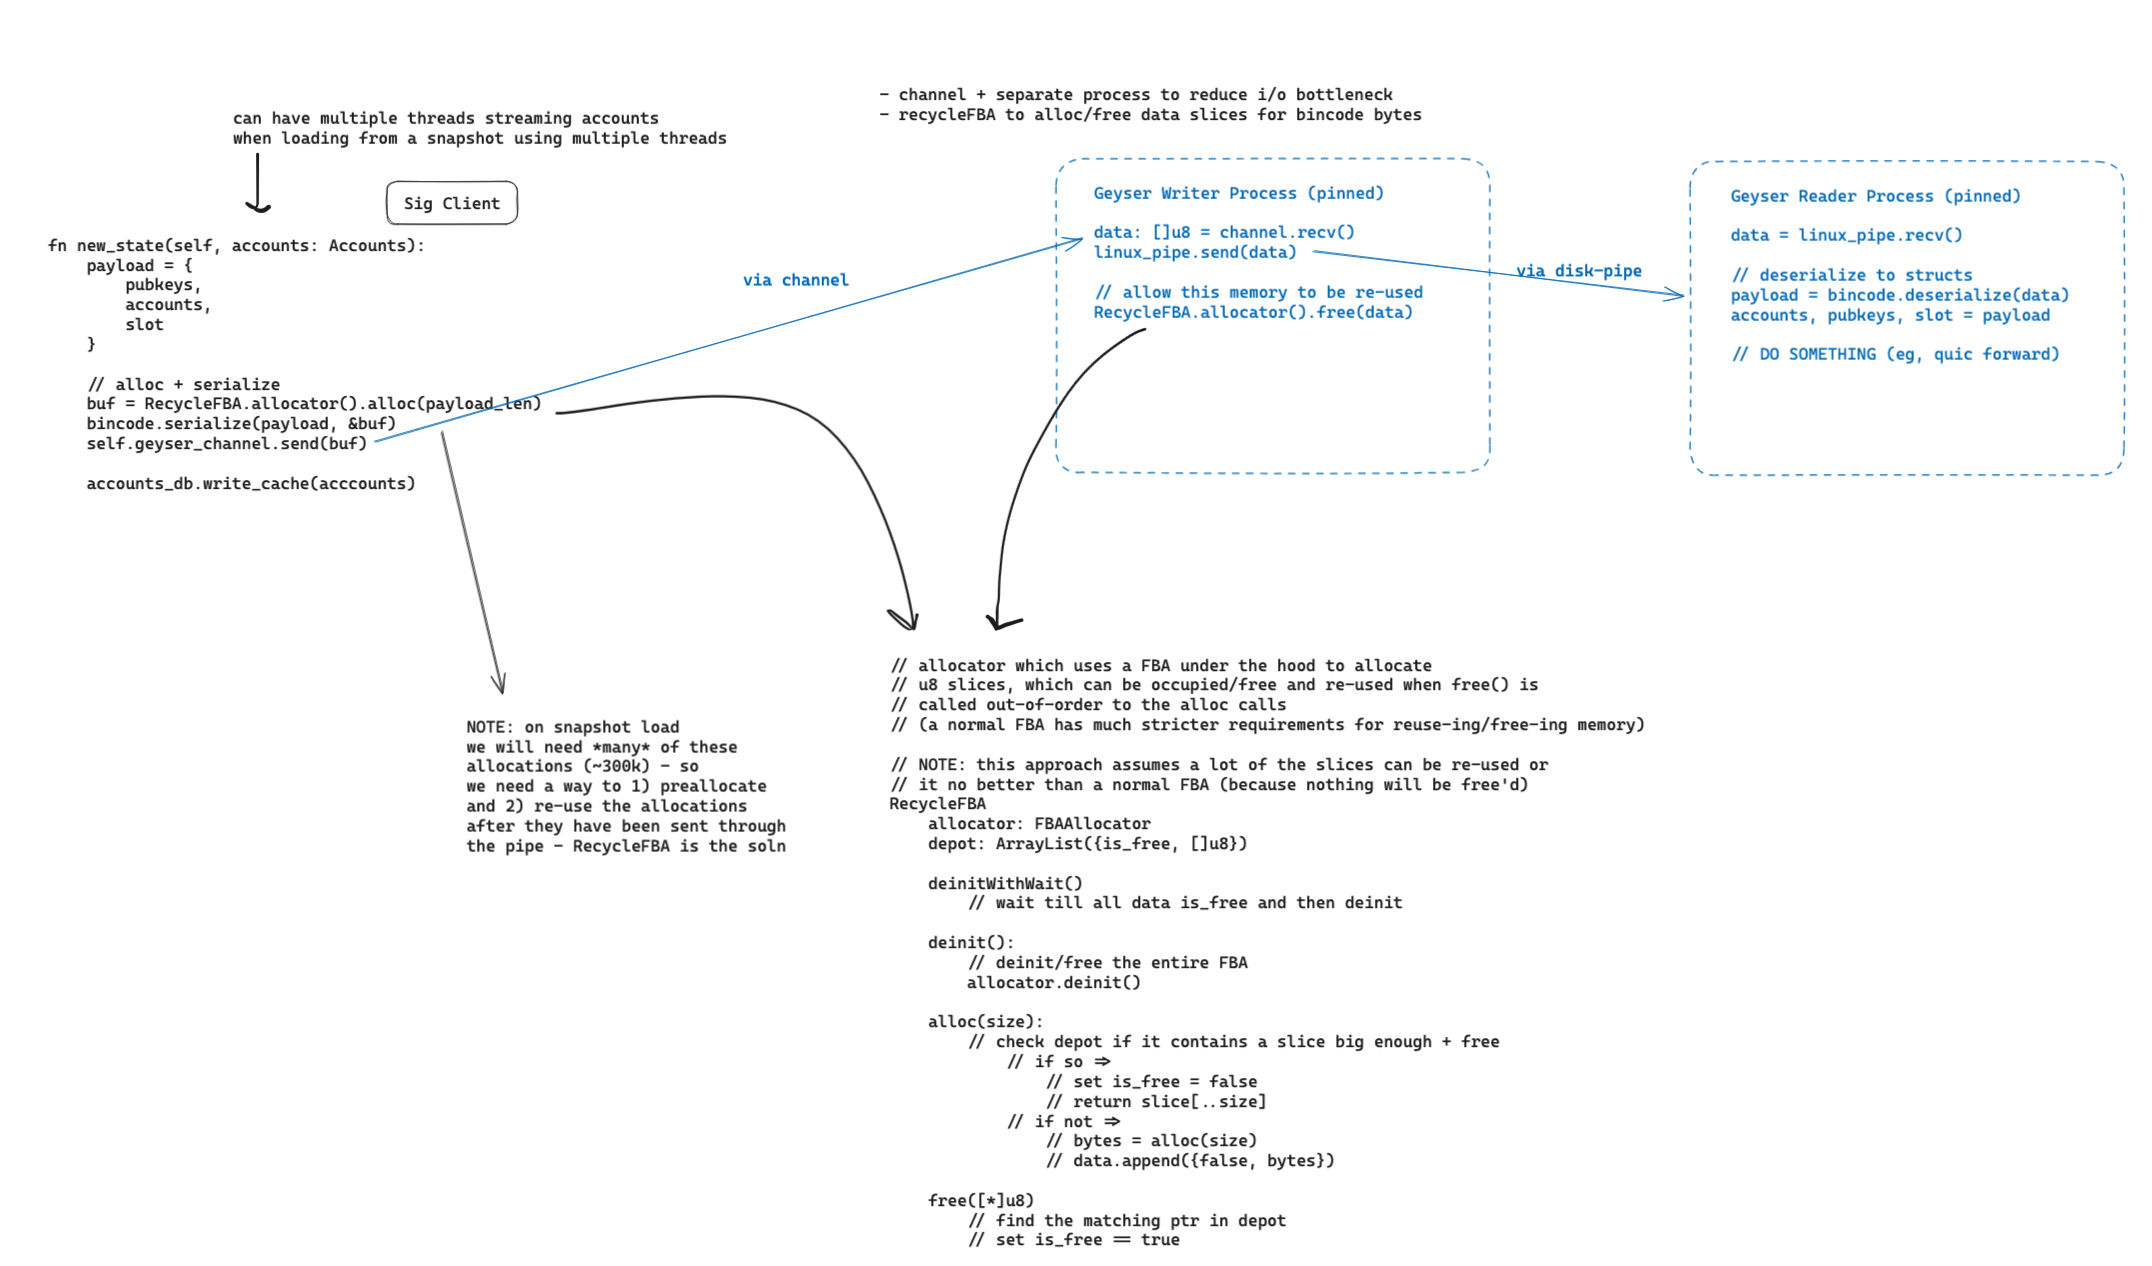 can have multiple threads streaming accounts
when loading from a snapshot using multiple threads
Sig Client
fn new_state(self, accounts: Accounts):
    payload = {
        pubkeys,
        accounts,
        slot
    }

    // alloc + serialize
    buf = RecycleFBA.allocator().alloc(payload_len)
    bincode.serialize(payload, &buf)
    self.geyser_channel.send(buf)

    accounts_db.write_cache(acccounts)

NOTE: on snapshot load
we will need *many* of these
allocations (~300k) - so
we need a way to 1) preallocate
and 2) re-use the allocations
after they have been sent through
the pipe - RecycleFBA is the soln

- channel + separate process to reduce i/o bottleneck
- recycleFBA to alloc/free data slices for bincode bytes

via channel

Geyser Writer Process (pinned)

data: []u8 = channel.recv()
linux_pipe.send(data)

// allow this memory to be re-used
RecycleFBA.allocator().free(data)

via disk-pipe

Geyser Reader Process (pinned)

data = linux_pipe.recv()

// deserialize to structs
payload = bincode.deserialize(data)
accounts, pubkeys, slot = payload

// DO SOMETHING (eg, quic forward)

// allocator which uses a FBA under the hood to allocate
// u8 slices, which can be occupied/free and re-used when free() is
// called out-of-order to the alloc calls
// (a normal FBA has much stricter requirements for reuse-ing/free-ing memory)

// NOTE: this approach assumes a lot of the slices can be re-used or
// it no better than a normal FBA (because nothing will be free'd)
RecycleFBA
    allocator: FBAAllocator
    depot: ArrayList({is_free, []u8})

    deinitWithWait()
        // wait till all data is_free and then deinit

    deinit():
        // deinit/free the entire FBA
        allocator.deinit()

    alloc(size):
        // check depot if it contains a slice big enough + free
            // if so =>
                // set is_free = false
                // return slice[..size]
            // if not =>
                // bytes = alloc(size)
                // data.append({false, bytes})

    free([*]u8)
        // find the matching ptr in depot
        // set is_free == true